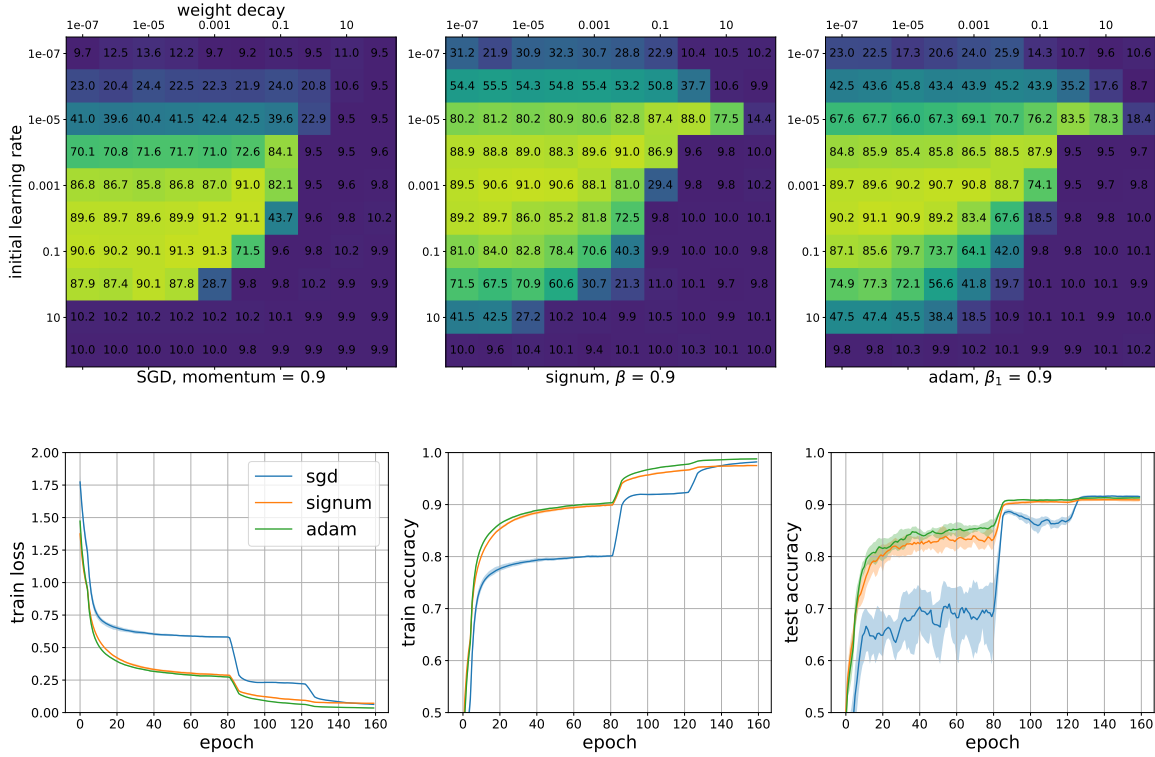 weight decay
1e-07 1e-05 0.001 0.1 10
1e-07 1e-05 0.001 0.1 10
1e-07 1e-05 0.001 0.1 10
initial learning rate
1e-07 9.7 12.5 13.6 12.2 9.7 9.2 10.5 9.5 11.0 9.5
23.0 20.4 24.4 22.5 22.3 21.9 24.0 20.8 10.6 9.5
1e-05 41.0 39.6 40.4 41.5 42.4 42.5 39.6 22.9 9.5 9.5
70.1 70.8 71.6 71.7 71.0 72.6 84.1 9.5 9.5 9.6
0.001 86.8 86.7 85.8 86.8 87.0 91.0 82.1 9.5 9.6 9.8
89.6 89.7 89.6 89.9 91.2 91.1 43.7 9.6 9.8 10.2
0.1 90.6 90.2 90.1 91.3 91.3 71.5 9.6 9.8 10.2 9.9
87.9 87.4 90.1 87.8 28.7 9.8 9.8 10.2 9.9 9.9
10 10.2 10.2 10.2 10.2 10.2 10.2 9.9 9.9 9.9 9.9
10.0 10.0 10.0 10.0 10.0 9.9 9.9 9.9 9.9 9.9
SGD, momentum = 0.9
1e-07 31.2 21.9 30.9 32.3 30.7 28.8 22.9 10.4 10.5 10.2
54.4 55.5 54.3 54.8 55.4 53.2 50.8 37.7 10.6 9.9
1e-05 80.2 81.2 80.2 80.9 80.6 82.8 87.4 88.0 77.5 14.4
88.9 88.8 89.0 88.3 89.6 91.0 86.9 9.6 9.8 10.0
0.001 89.5 90.6 91.0 90.6 88.1 81.0 29.4 9.8 9.8 10.2
89.2 89.7 86.0 85.2 81.8 72.5 9.8 10.0 10.0 10.1
0.1 81.0 84.0 82.8 78.4 70.6 40.3 9.8 10.0 9.9 9.8
71.5 67.5 70.9 60.6 30.7 21.3 11.0 10.1 9.7 9.8
10 41.5 42.5 27.2 10.2 10.4 9.9 10.5 10.0 9.9 9.9
10.0 9.6 10.4 10.1 9.4 10.1 10.0 9.8 10.1 10.1
signum, β = 0.9
1e-07 23.0 22.5 17.3 20.6 24.0 25.9 14.3 10.7 9.6 10.6
42.5 43.6 45.8 43.4 43.9 45.2 43.9 35.2 17.6 8.7
1e-05 67.6 67.7 66.0 67.1 69.1 70.7 76.2 83.5 78.3 18.4
84.8 85.9 85.4 85.8 86.5 88.5 87.9 9.5 9.5 9.7
0.001 89.7 89.6 90.2 90.7 90.8 88.7 74.1 9.5 9.7 9.8
90.2 91.1 90.9 89.2 83.4 67.6 18.5 9.8 9.8 10.0
0.1 87.1 85.6 79.7 73.7 64.1 42.0 9.8 9.8 10.0 10.1
74.9 77.3 72.1 56.6 41.8 19.7 10.1 10.1 10.0 9.7
10 47.5 47.4 45.5 38.4 18.5 10.9 10.1 9.9 9.9 10.0
9.8 9.8 10.3 9.9 10.2 10.1 9.9 9.9 10.1 10.2
adam, β₁ = 0.9
train loss
2.00
1.75
1.50
1.25
1.00
0.75
0.50
0.25
0.00
sgd
signum
adam
0 20 40 60 80 100 120 140 160
epoch
train accuracy
1.0
0.9
0.8
0.7
0.6
0.5
0 20 40 60 80 100 120 140 160
epoch
test accuracy
1.0
0.9
0.8
0.7
0.6
0.5
0 20 40 60 80 100 120 140 160
epoch